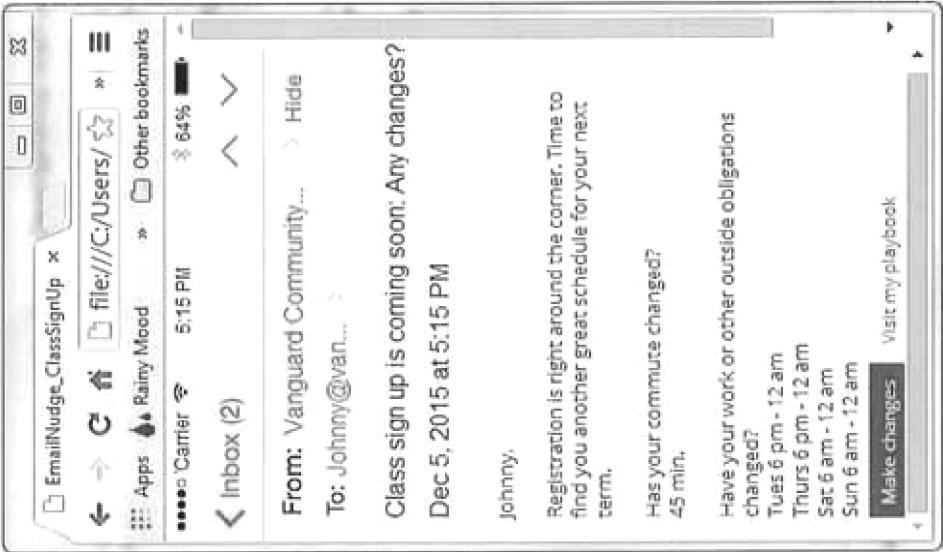 EmailNudge_ClassSignUp ×
file:///C:/Users/
Apps Rainy Mood » Other bookmarks
Carrier 5:15 PM 64%
Inbox (2)
From: Vanguard Community... Hide
To: Johnny@van...
Class sign up is coming soon: Any changes?
Dec 5, 2015 at 5:15 PM
Johnny,
Registration is right around the corner. Time to
find you another great schedule for your next
term.
Has your commute changed?
45 min.
Have your work or other outside obligations
changed?
Tues 6 pm - 12 am
Thurs 6 pm - 12 am
Sat 6 am - 12 am
Sun 6 am - 12 am
Make changes Visit my playbook